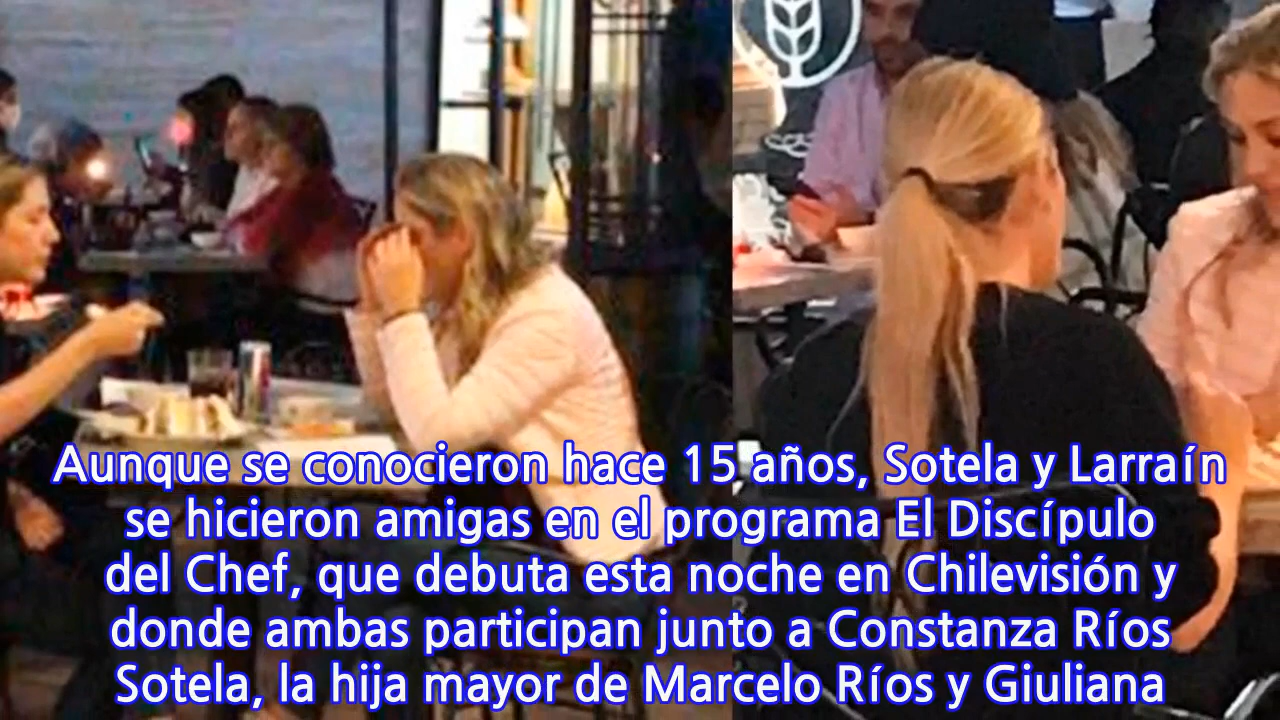 Aunque se conocieron hace 15 años, Sotela y Larraín
se hicieron amigas en el programa El Discípulo
del Chef, que debuta esta noche en Chilevisión y
donde ambas participan junto a Constanza Ríos
Sotela, la hija mayor de Marcelo Ríos y Giuliana